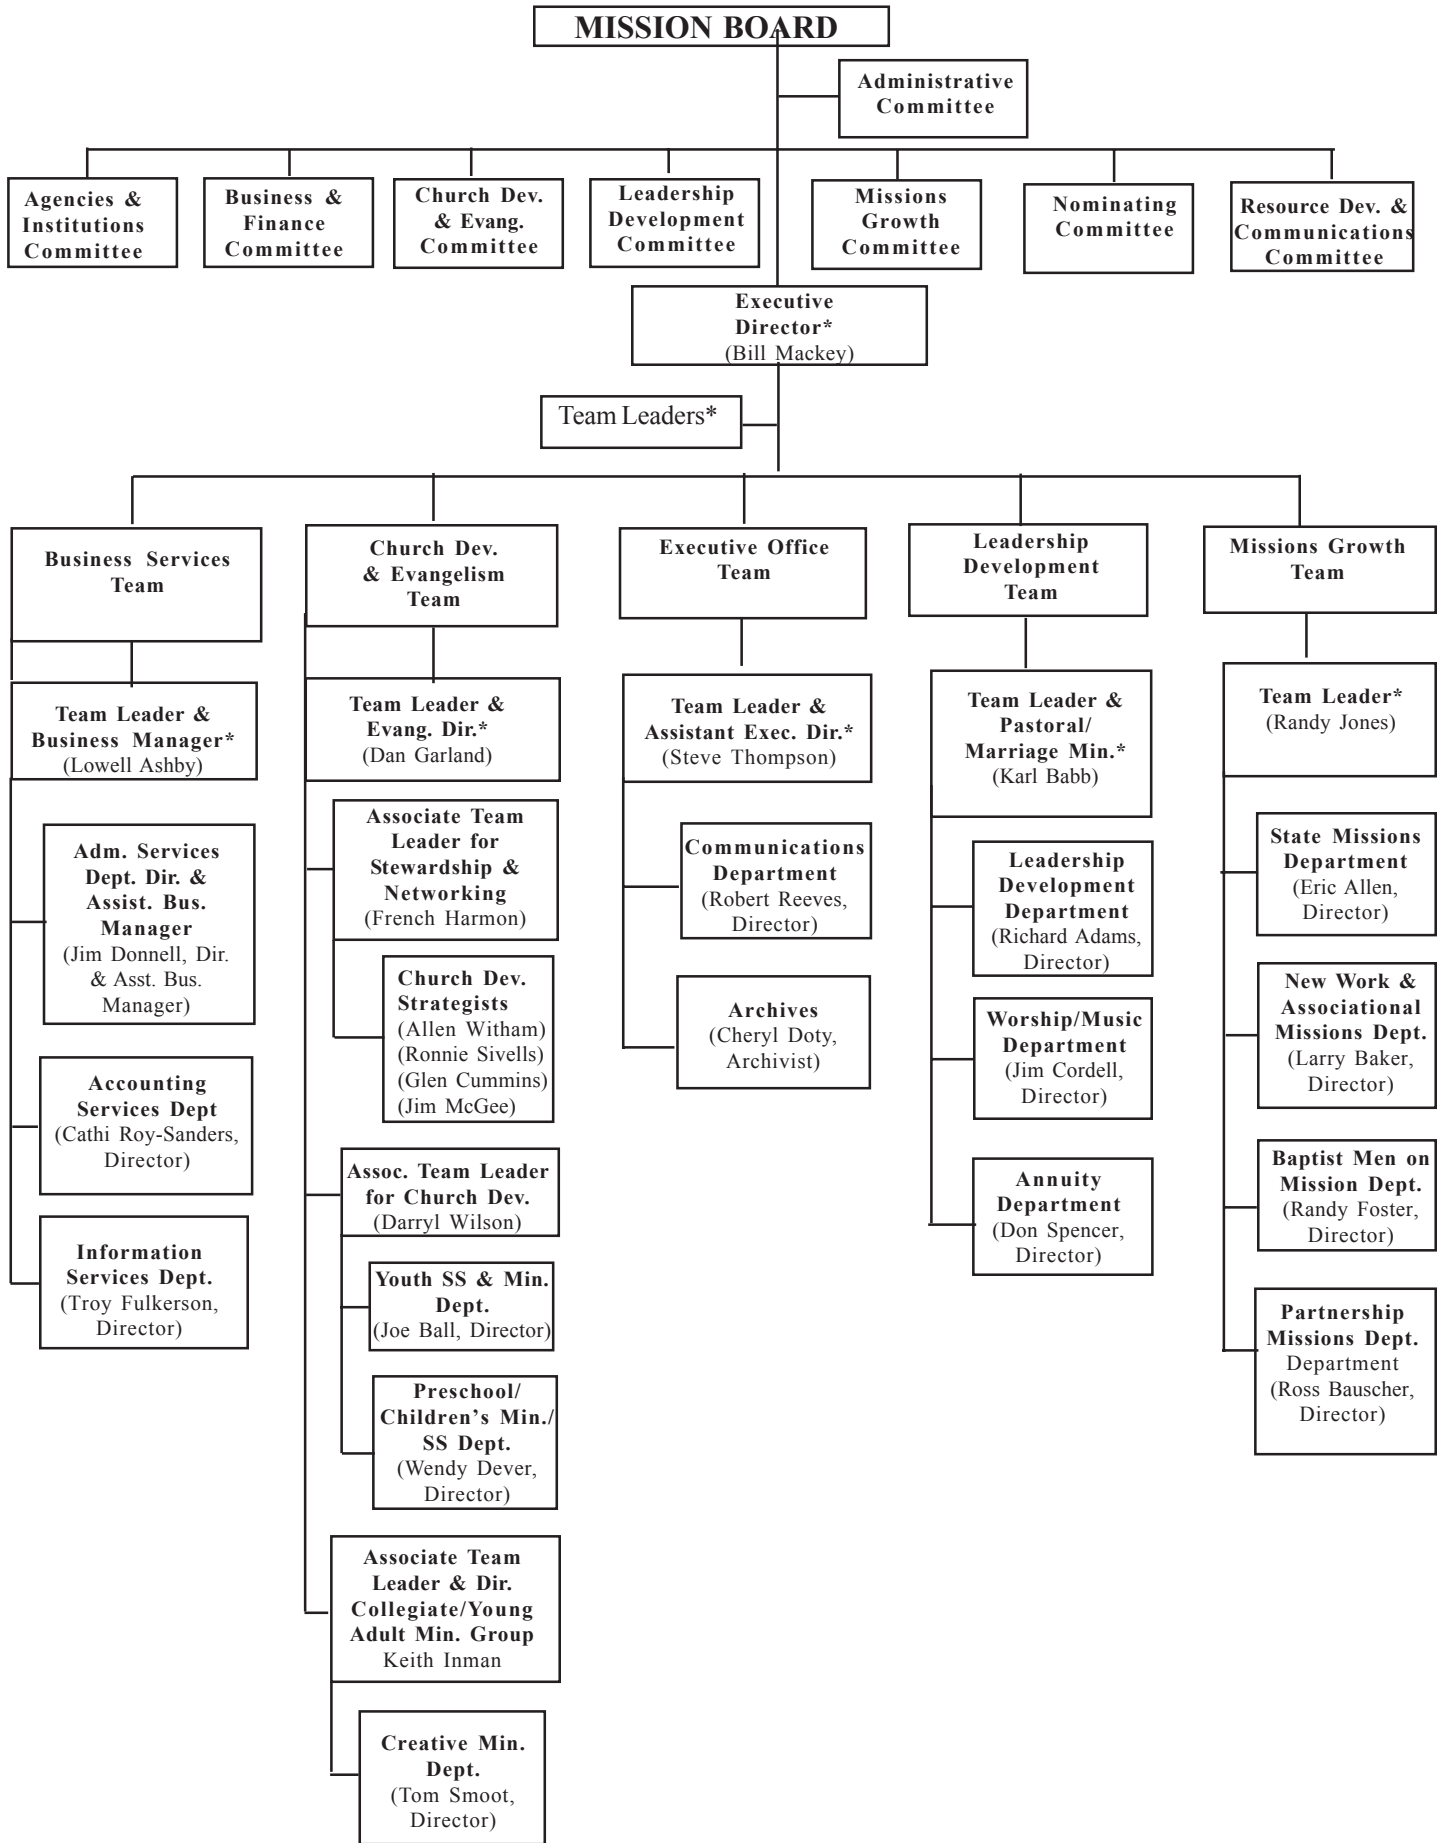 MISSION BOARD
Administrative
Committee
Agencies &
Institutions
Committee
Business &
Finance
Committee
Church Dev.
& Evang.
Committee
Leadership
Development
Committee
Missions
Growth
Committee
Nominating
Committee
Resource Dev. &
Communications
Committee
Executive
Director*
(Bill Mackey)
Team Leaders*
Business Services
Team
Team Leader &
Business Manager*
(Lowell Ashby)
Adm. Services
Dept. Dir. &
Assist. Bus.
Manager
(Jim Donnell, Dir.
& Asst. Bus.
Manager)
Accounting
Services Dept
(Cathi Roy-Sanders,
Director)
Information
Services Dept.
(Troy Fulkerson,
Director)
Church Dev.
& Evangelism
Team
Team Leader &
Evang. Dir.*
(Dan Garland)
Associate Team
Leader for
Stewardship &
Networking
(French Harmon)
Church Dev.
Strategists
(Allen Witham)
(Ronnie Sivells)
(Glen Cummins)
(Jim McGee)
Assoc. Team Leader
for Church Dev.
(Darryl Wilson)
Youth SS & Min.
Dept.
(Joe Ball, Director)
Preschool/
Children’s Min./
SS Dept.
(Wendy Dever,
Director)
Associate Team
Leader & Dir.
Collegiate/Young
Adult Min. Group
Keith Inman
Creative Min.
Dept.
(Tom Smoot,
Director)
Executive Office
Team
Team Leader &
Assistant Exec. Dir.*
(Steve Thompson)
Communications
Department
(Robert Reeves,
Director)
Archives
(Cheryl Doty,
Archivist)
Leadership
Development
Team
Team Leader &
Pastoral/
Marriage Min.*
(Karl Babb)
Leadership
Development
Department
(Richard Adams,
Director)
Worship/Music
Department
(Jim Cordell,
Director)
Annuity
Department
(Don Spencer,
Director)
Missions Growth
Team
Team Leader*
(Randy Jones)
State Missions
Department
(Eric Allen,
Director)
New Work &
Associational
Missions Dept.
(Larry Baker,
Director)
Baptist Men on
Mission Dept.
(Randy Foster,
Director)
Partnership
Missions Dept.
Department
(Ross Bauscher,
Director)